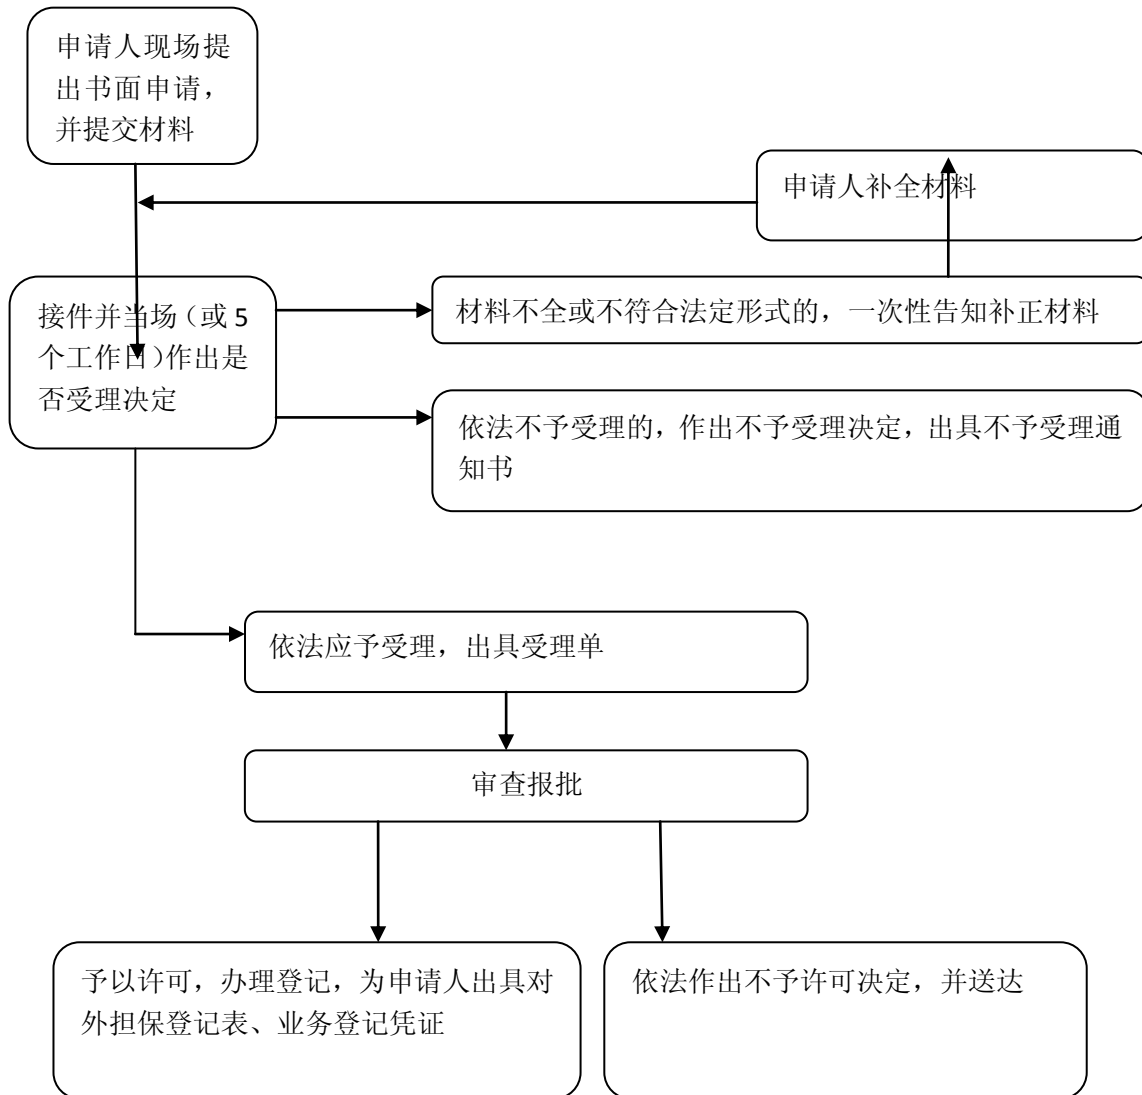 申请人现场提
出书面申请，
并提交材料
申请人补全材料
接件并当场（或 5
个工作日）作出是
否受理决定
材料不全或不符合法定形式的，一次性告知补正材料
依法不予受理的，作出不予受理决定，出具不予受理通
知书
依法应予受理，出具受理单
审查报批
予以许可，办理登记，为申请人出具对
外担保登记表、业务登记凭证
依法作出不予许可决定，并送达